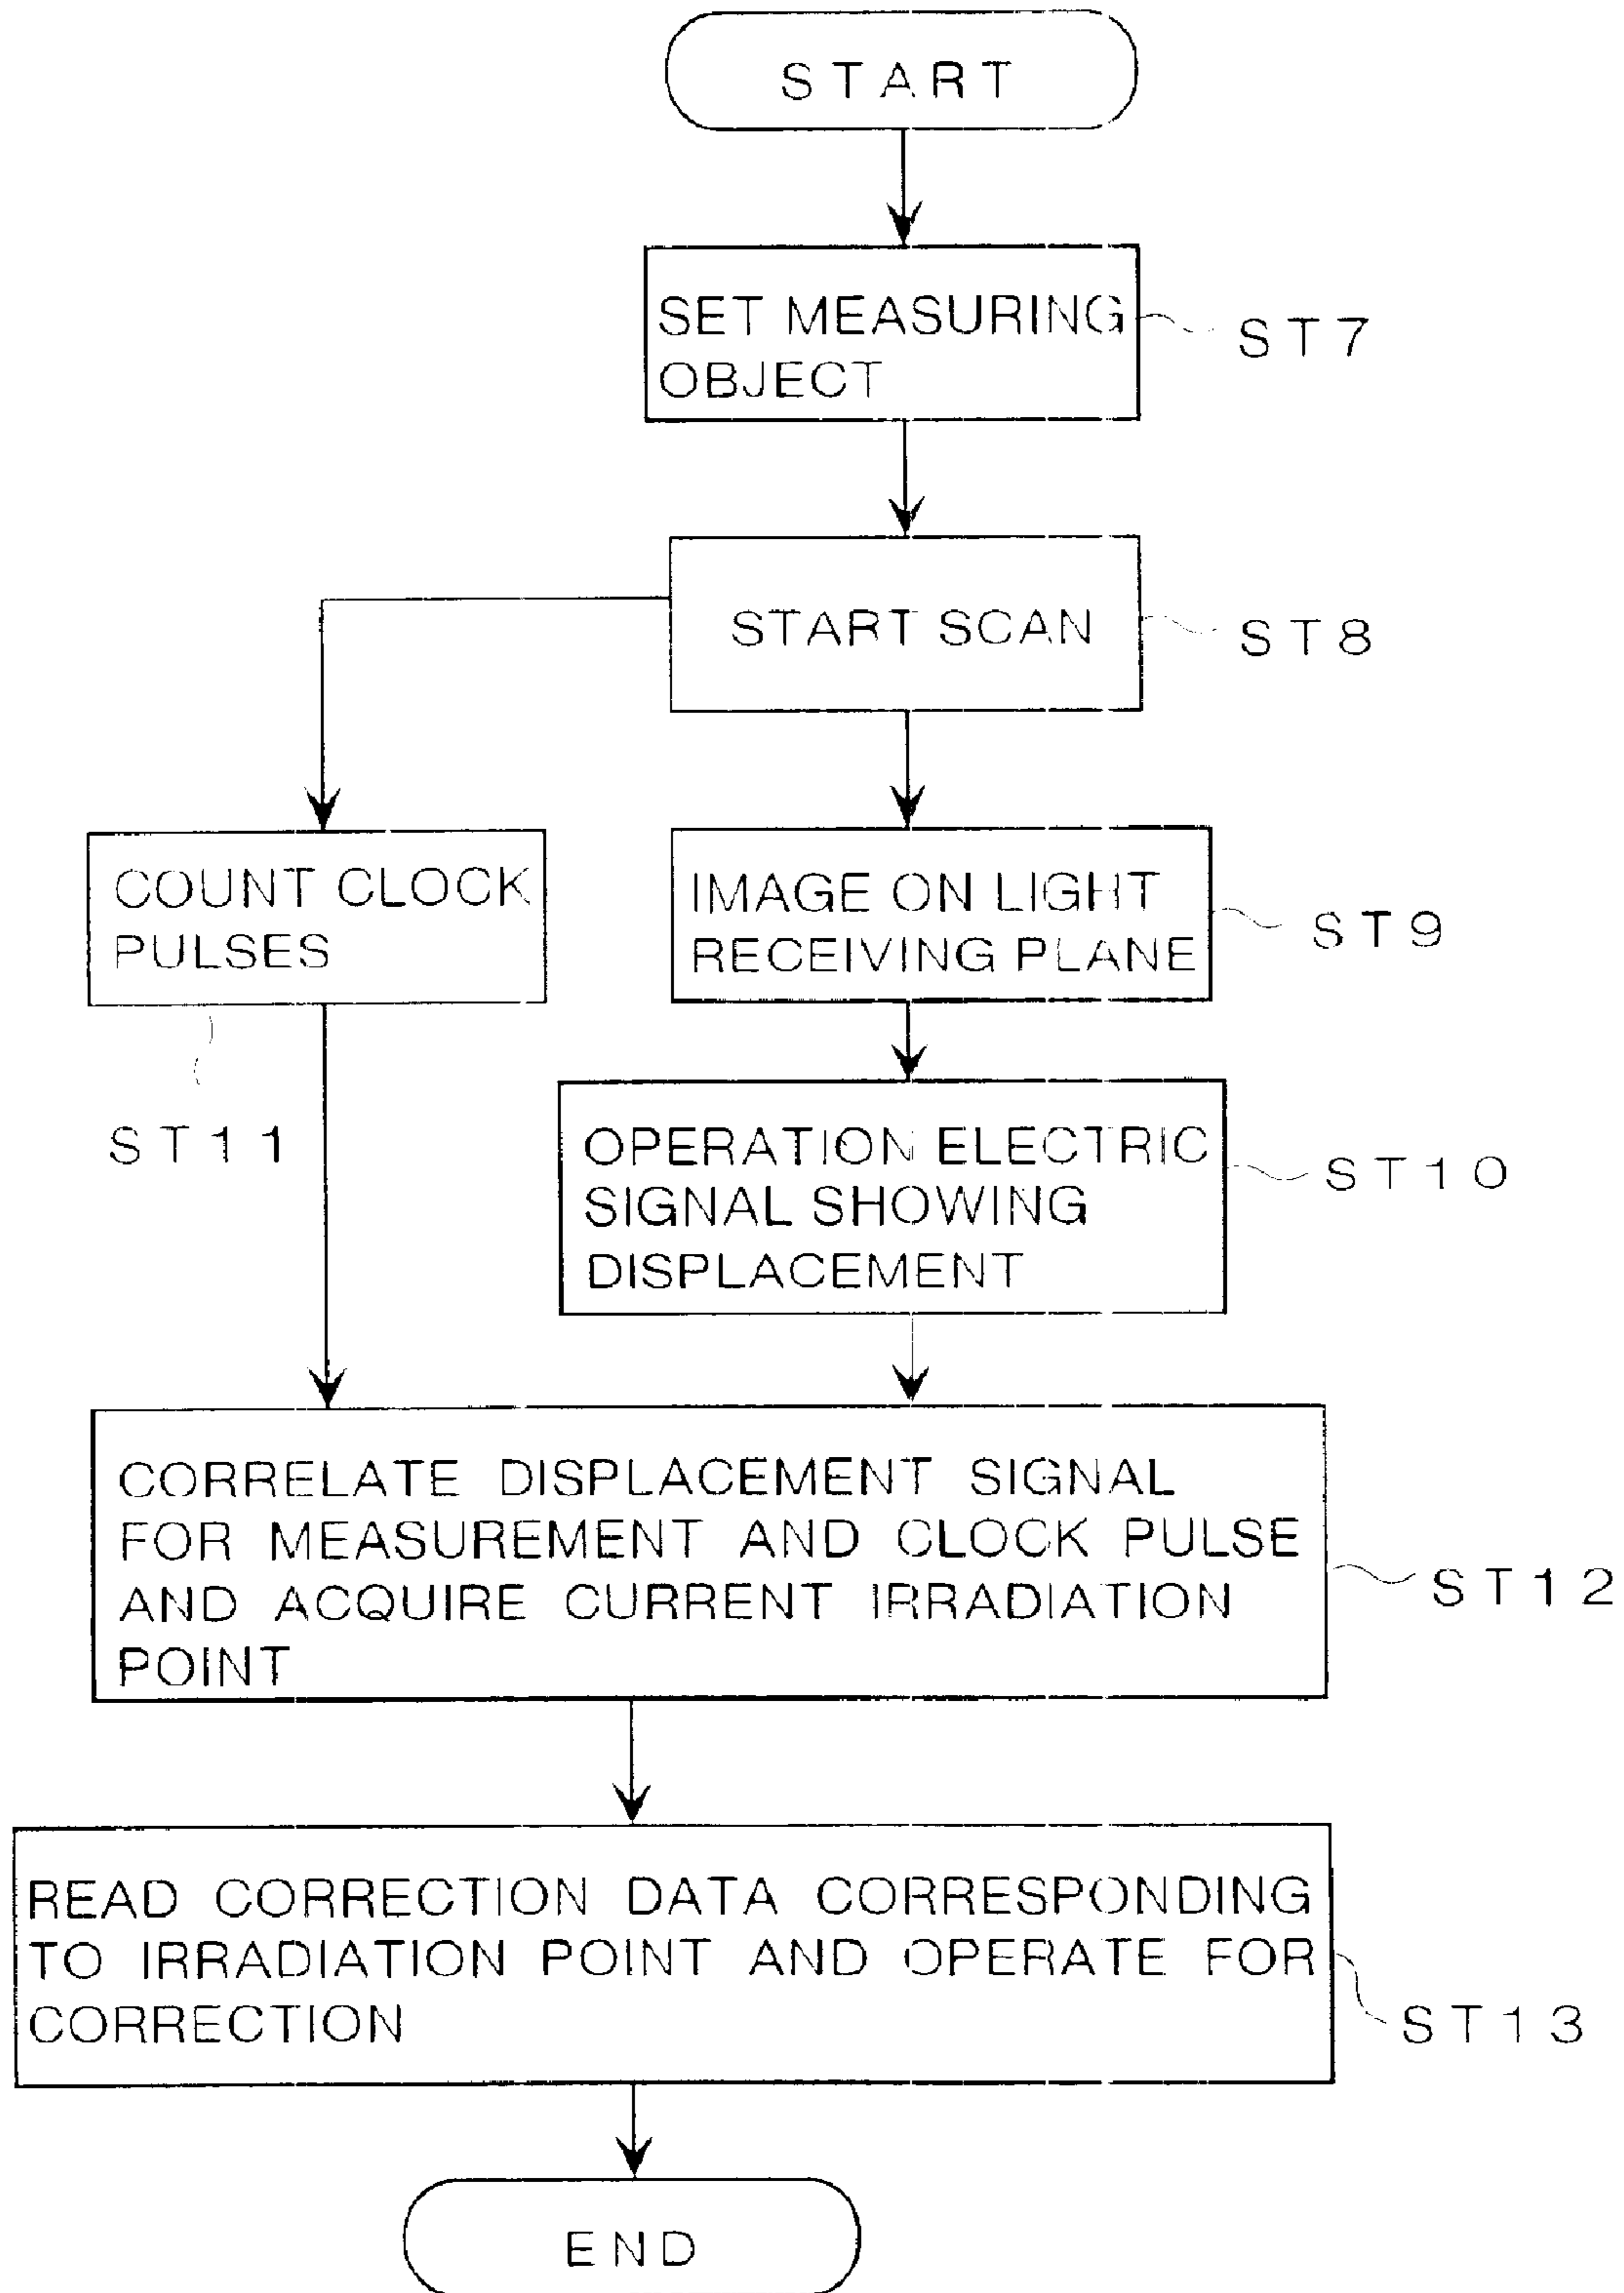 START
SET MEASURING
OBJECT
ST7
START SCAN
ST8
COUNT CLOCK
PULSES
ST11
IMAGE ON LIGHT
RECEIVING PLANE
ST9
OPERATION ELECTRIC
SIGNAL SHOWING
DISPLACEMENT
ST10
CORRELATE DISPLACEMENT SIGNAL
FOR MEASUREMENT AND CLOCK PULSE
AND ACQUIRE CURRENT IRRADIATION
POINT
ST12
READ CORRECTION DATA CORRESPONDING
TO IRRADIATION POINT AND OPERATE FOR
CORRECTION
ST13
END